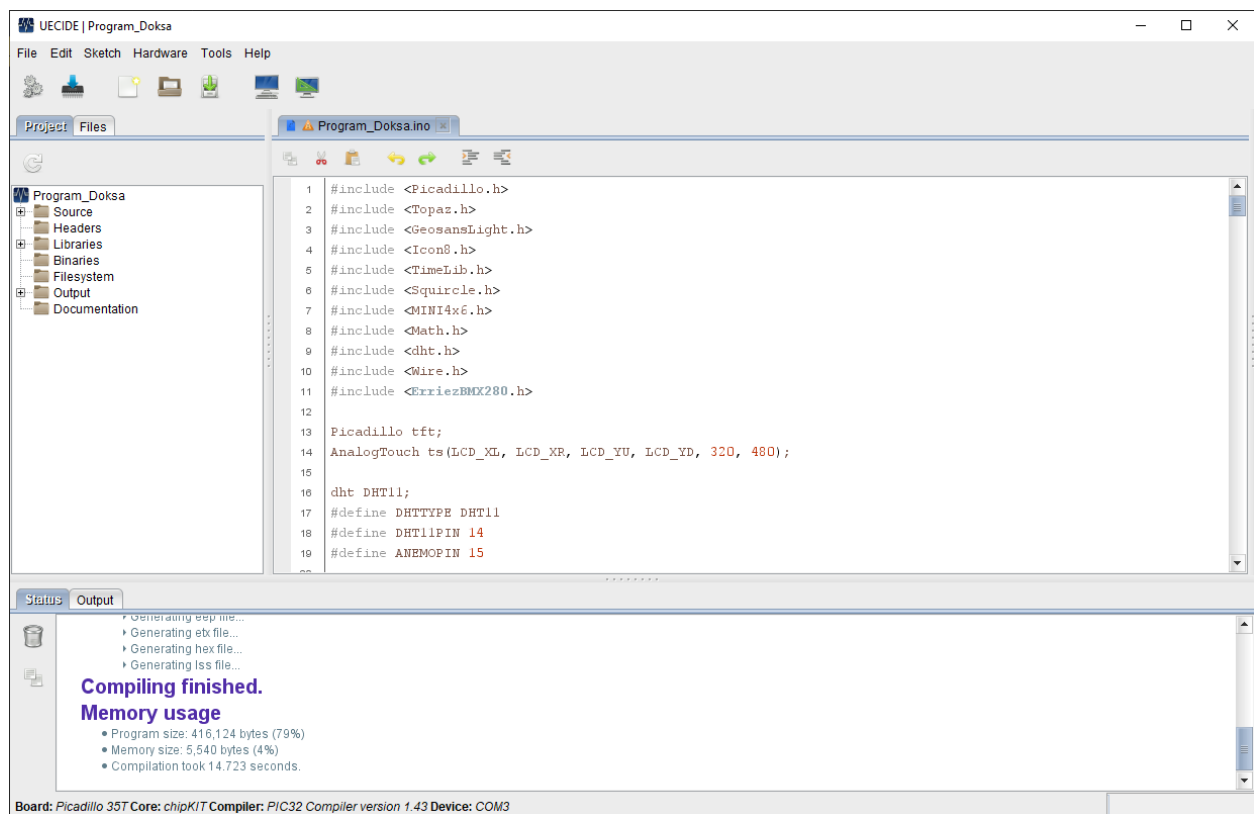 UECIDE | Program_Doksa
File Edit Sketch Hardware Tools Help
Project Files
Program_Doksa.ino
Program_Doksa
Source
Headers
Libraries
Binaries
Filesystem
Output
Documentation
1 #include <Picadillo.h>
2 #include <Topaz.h>
3 #include <GeosansLight.h>
4 #include <Icon8.h>
5 #include <TimeLib.h>
6 #include <Squircle.h>
7 #include <MINI4x6.h>
8 #include <Math.h>
9 #include <dht.h>
10 #include <Wire.h>
11 #include <ErriezBMX280.h>
12
13 Picadillo tft;
14 AnalogTouch ts(LCD_XL, LCD_XR, LCD_YU, LCD_YD, 320, 480);
15
16 dht DHT11;
17 #define DHTTYPE DHT11
18 #define DHT11PIN 14
19 #define ANEMOPIN 15
20
Status Output
Generating eep file...
Generating etx file...
Generating hex file...
Generating lss file...
Compiling finished.
Memory usage
• Program size: 416,124 bytes (79%)
• Memory size: 5,540 bytes (4%)
• Compilation took 14.723 seconds.
Board: Picadillo 35T Core: chipKIT Compiler: PIC32 Compiler version 1.43 Device: COM3